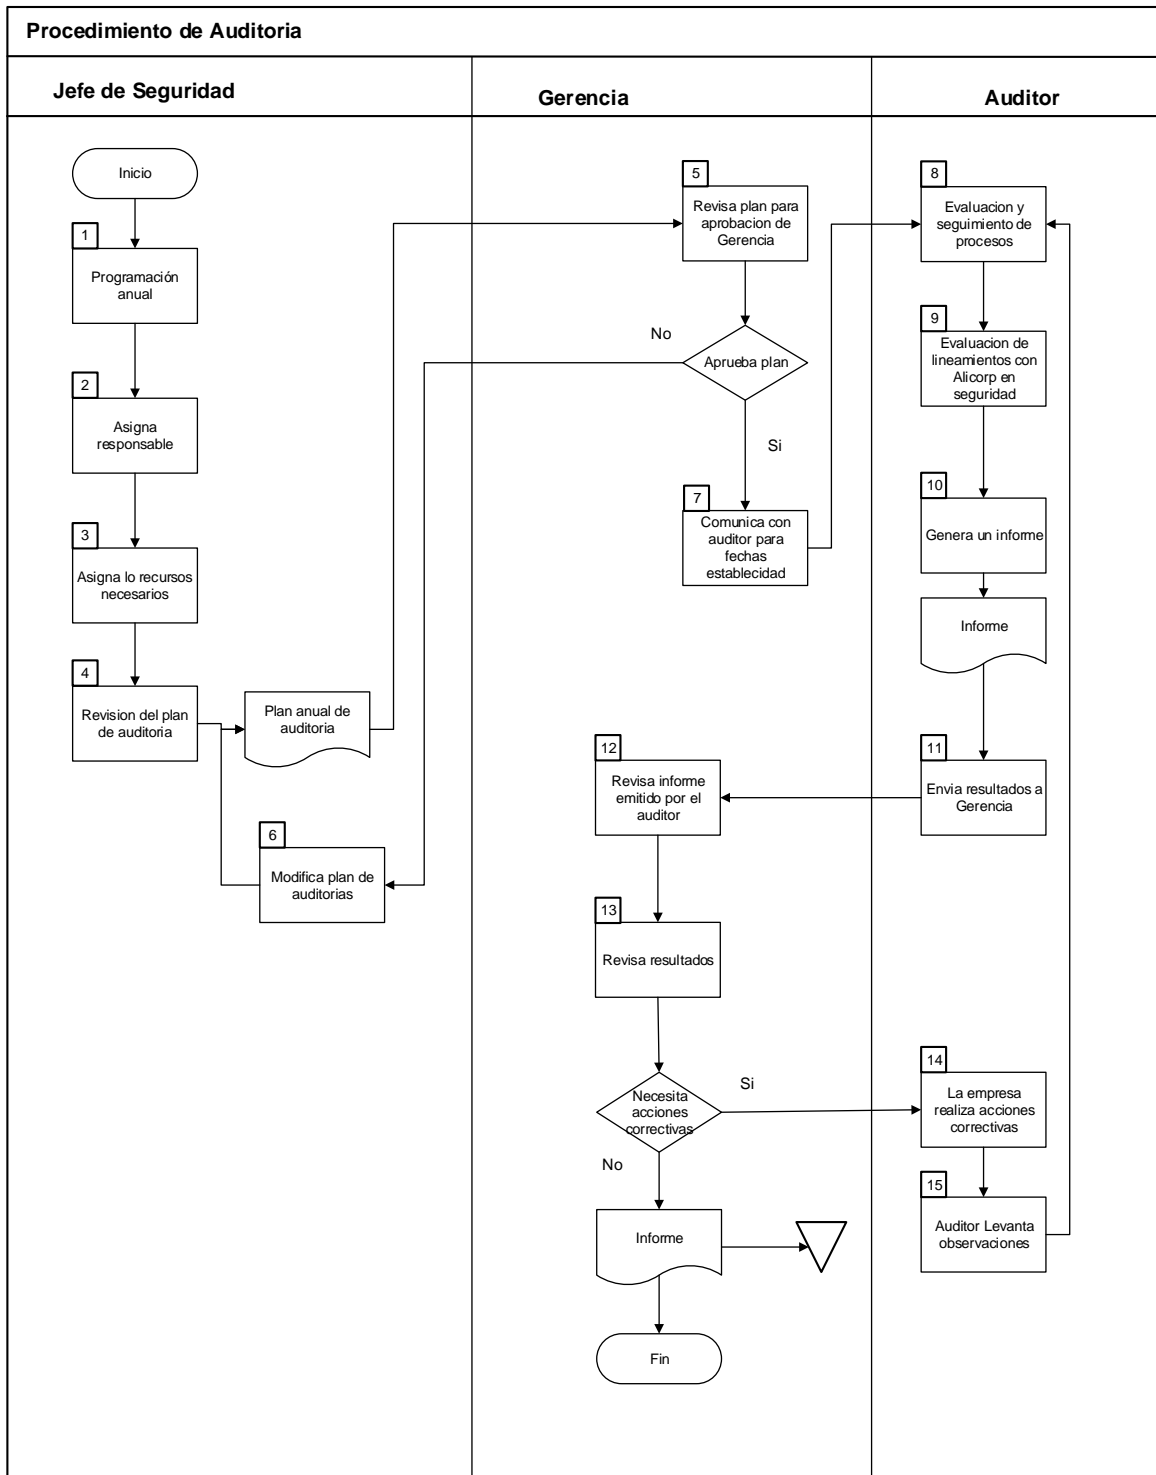 Procedimiento de Auditoria
Jefe de Seguridad
Gerencia
Auditor
Inicio
1
Programación
anual
2
Asigna
responsable
3
Asigna lo recursos
necesarios
4
Revision del plan
de auditoria
Plan anual de
auditoria
6
Modifica plan de
auditorias
5
Revisa plan para
aprobacion de
Gerencia
No
Aprueba plan
Si
7
Comunica con
auditor para
fechas
establecidad
8
Evaluacion y
seguimiento de
procesos
9
Evaluacion de
lineamientos con
Alicorp en
seguridad
10
Genera un informe
Informe
11
Envia resultados a
Gerencia
12
Revisa informe
emitido por el
auditor
13
Revisa resultados
Necesita
acciones
correctivas
Si
No
14
La empresa
realiza acciones
correctivas
15
Auditor Levanta
observaciones
Informe
Fin